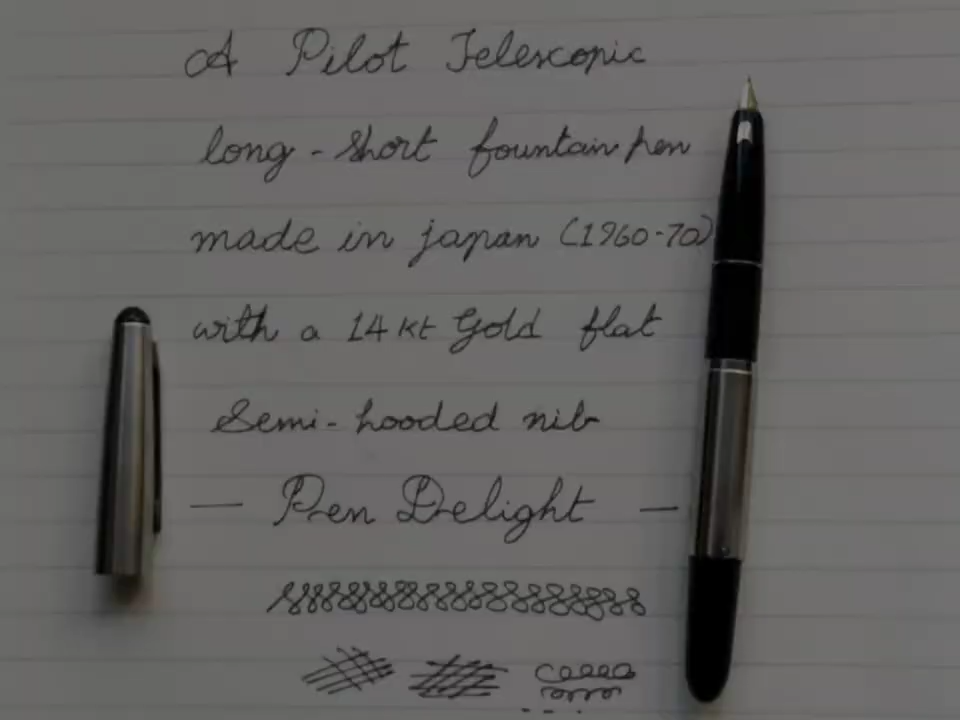 A Pilot Telescopic
long-short fountain pen
made in japan (1960-70)
with a 14 kt Gold flat
Semi-hooded nib
— Pen Delight —